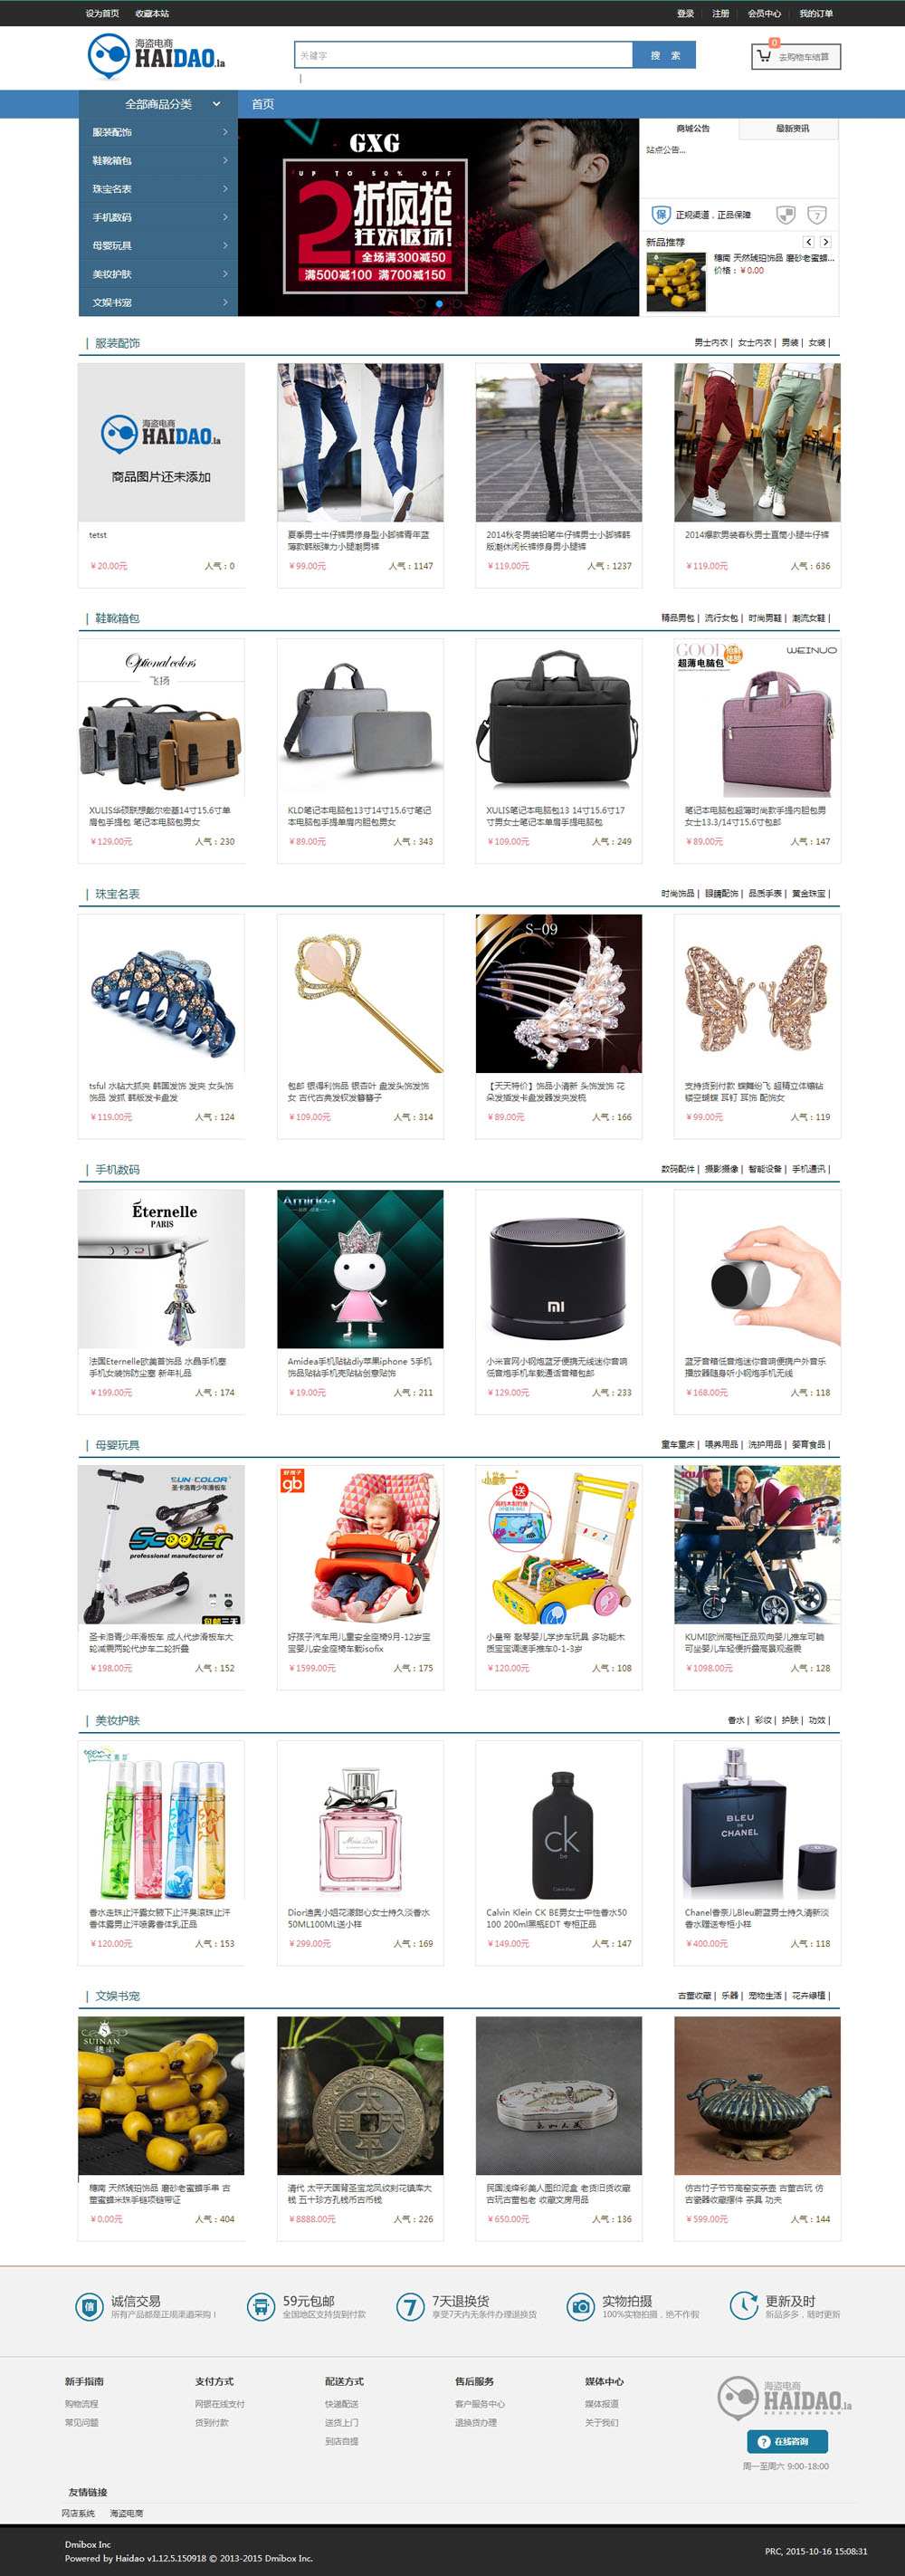 设为首页 收藏本站 登录 注册 会员中心 我的订单
海盗电商
HAIDAO.la
关键字 搜 索
0 去购物车结算
全部商品分类 首页
服装配饰
鞋靴箱包
珠宝名表
手机数码
母婴玩具
美妆护肤
文娱书宠
GXG
UP TO 50% OFF
2折疯抢
狂欢返场!
全场满300减50
满500减100 满700减150
商城公告 最新资讯
站点公告...
正规渠道，正品保障
新品推荐
穗南 天然琥珀饰品 磨砂老蜜蜡...
价格：￥0.00
服装配饰 男士内衣 | 女士内衣 | 男装 | 女装 |
海盗电商
HAIDAO.la
商品图片还未添加
tetst
￥20.00元 人气：0
夏季男士牛仔裤男修身型小脚裤青年蓝
薄款韩版弹力小腿潮男裤
￥99.00元 人气：1147
2014秋冬男装铅笔牛仔裤男士小脚裤韩
版潮休闲长裤修身男小腿裤
￥119.00元 人气：1237
2014爆款男装春秋男士直筒小腿牛仔裤
￥119.00元 人气：636
鞋靴箱包 精品男包 | 流行女包 | 时尚男鞋 | 潮流女鞋 |
Optional colors
飞扬
XULIS华硕联想戴尔宏基14寸15.6寸单
肩包手提包 笔记本电脑包男女
￥129.00元 人气：230
KLD笔记本电脑包13寸14寸15.6寸笔记
本电脑包手提单肩内胆包男女
￥89.00元 人气：343
XULIS笔记本电脑包13 14寸15.6寸17
寸男女士笔记本单肩手提电脑包
￥109.00元 人气：249
GOOD
超薄电脑包
WEINUO
笔记本电脑包超薄时尚款手提内胆包男
女士13.3/14寸15.6寸包邮
￥89.00元 人气：147
珠宝名表 时尚饰品 | 眼睛配饰 | 品质手表 | 黄金珠宝 |
tsful 水钻大抓夹 韩国发饰 发夹 女头饰
饰品 发抓 韩版发卡盘发
￥119.00元 人气：124
包邮 银得利饰品 银杏叶 盘发头饰发饰
女 古代古典发钗发簪簪子
￥109.00元 人气：314
S-09
【天天特价】饰品小清新 头饰发饰 花
朵发插发卡盘发器发夹发梳
￥89.00元 人气：166
支持货到付款 蝶舞纷飞 超精立体镶钻
镂空蝴蝶 耳钉 耳饰 配饰女
￥99.00元 人气：119
手机数码 数码配件 | 摄影摄像 | 智能设备 | 手机通讯 |
Eternelle
PARIS
法国Eternelle欧美首饰品 水晶手机塞
手机女装饰防尘塞 新年礼品
￥199.00元 人气：174
Amidea
Amidea手机贴钻diy苹果iphone 5手机
饰品贴钻手机壳贴钻创意贴饰
￥19.00元 人气：211
mi
小米官网小钢炮蓝牙便携无线迷你音响
低音炮手机车载通话音箱包邮
￥129.00元 人气：233
蓝牙音箱低音炮迷你音响便携户外音乐
播放器随身听小钢炮手机无线
￥168.00元 人气：118
母婴玩具 童车童床 | 喂养用品 | 洗护用品 | 婴育食品 |
SUN-COLOR
圣卡洛青少年滑板车
Scooter
professional manufacturer of
圣卡洛青少年滑板车 成人代步滑板车大
轮减震两轮代步车二轮折叠
￥198.00元 人气：152
好孩子
gb
好孩子汽车用儿童安全座椅9月-12岁宝
宝婴儿安全座椅车载isofix
￥1599.00元 人气：175
送
小皇帝 敲琴婴儿学步车玩具 多功能木
质宝宝调速手推车0-1-3岁
￥120.00元 人气：108
KUMI欧洲高档正品双向婴儿推车可躺
可坐婴儿车轻便折叠高景观避震
￥1098.00元 人气：128
美妆护肤 香水 | 彩妆 | 护肤 | 功效 |
香水走珠止汗露女腋下止汗臭滚珠止汗
香体露男止汗喷雾香体乳正品
￥120.00元 人气：153
Miss Dior
Dior迪奥小姐花漾甜心女士持久淡香水
50ML100ML送小样
￥299.00元 人气：169
ck
be
Calvin Klein
Calvin Klein CK BE男女士中性香水50
100 200ml黑瓶EDT 专柜正品
￥149.00元 人气：147
BLEU
DE
CHANEL
Chanel香奈儿Bleu蔚蓝男士持久清新淡
香水赠送专柜小样
￥400.00元 人气：118
文娱书宠 古董收藏 | 乐器 | 宠物生活 | 花卉绿植 |
SUINAN
穗南
穗南 天然琥珀饰品 磨砂老蜜蜡手串 古
董蜜蜡米珠手链项链带证
￥0.00元 人气：404
清代 太平天国背圣宝龙凤纹刻花镇库大
钱 五十珍方孔钱币古币钱
￥8888.00元 人气：226
民国浅绛彩美人图印泥盒 老货旧货收藏
古玩古董包老 收藏文房用品
￥650.00元 人气：136
仿古竹子节节高窑变茶壶 古董古玩 仿
古瓷器收藏摆件 茶具 功夫
￥599.00元 人气：144
诚信交易
所有产品都是正规渠道采购！
59元包邮
全国地区支持货到付款
7 7天退换货
享受7天内无条件办理退换货
实物拍摄
100%实物拍摄，绝不作假
更新及时
新品多多，随时更新
新手指南 支付方式 配送方式 售后服务 媒体中心
购物流程 网银在线支付 快递配送 客户服务中心 媒体报道
常见问题 货到付款 送货上门 退换货办理 关于我们
到店自提
海盗电商
HAIDAO.la
在线咨询
周一至周六 9:00-18:00
友情链接
网店系统 海盗电商
Dmibox Inc
Powered by Haidao v1.12.5.150918 © 2013-2015 Dmibox Inc.
PRC, 2015-10-16 15:08:31